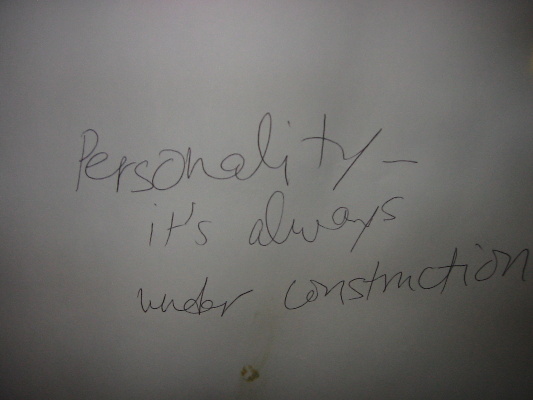 Personality -
it's always
under construction